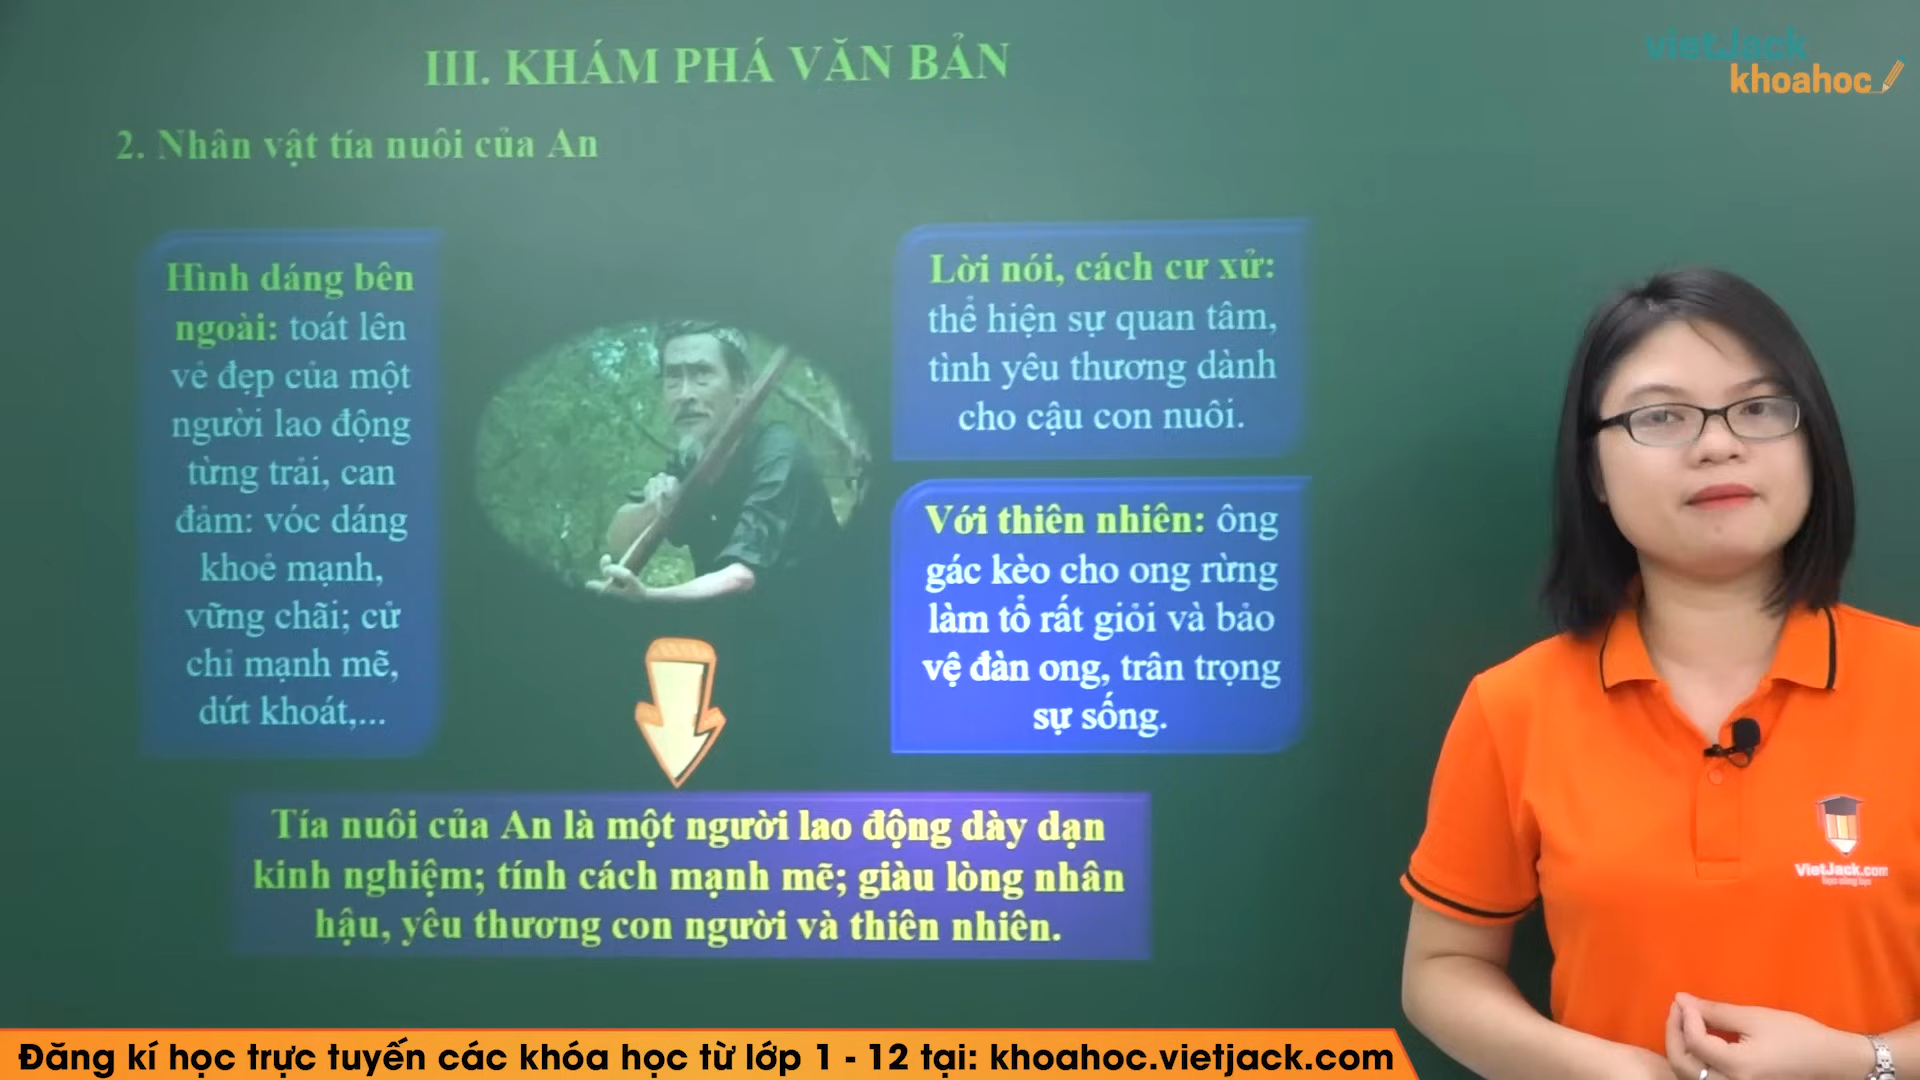 III. KHÁM PHÁ VĂN BẢN
vietJack
khoahoc
2. Nhân vật tía nuôi của An
Hình dáng bên
ngoài: toát lên
vẻ đẹp của một
người lao động
từng trải, can
đảm: vóc dáng
khoẻ mạnh,
vững chãi; cử
chỉ mạnh mẽ,
dứt khoát,...
Lời nói, cách cư xử:
thể hiện sự quan tâm,
tình yêu thương dành
cho cậu con nuôi.
Với thiên nhiên: ông
gác kèo cho ong rừng
làm tổ rất giỏi và bảo
vệ đàn ong, trân trọng
sự sống.
Tía nuôi của An là một người lao động dày dạn
kinh nghiệm; tính cách mạnh mẽ; giàu lòng nhân
hậu, yêu thương con người và thiên nhiên.
VietJack.com
Đăng kí học trực tuyến các khóa học từ lớp 1 - 12 tại: khoahoc.vietjack.com